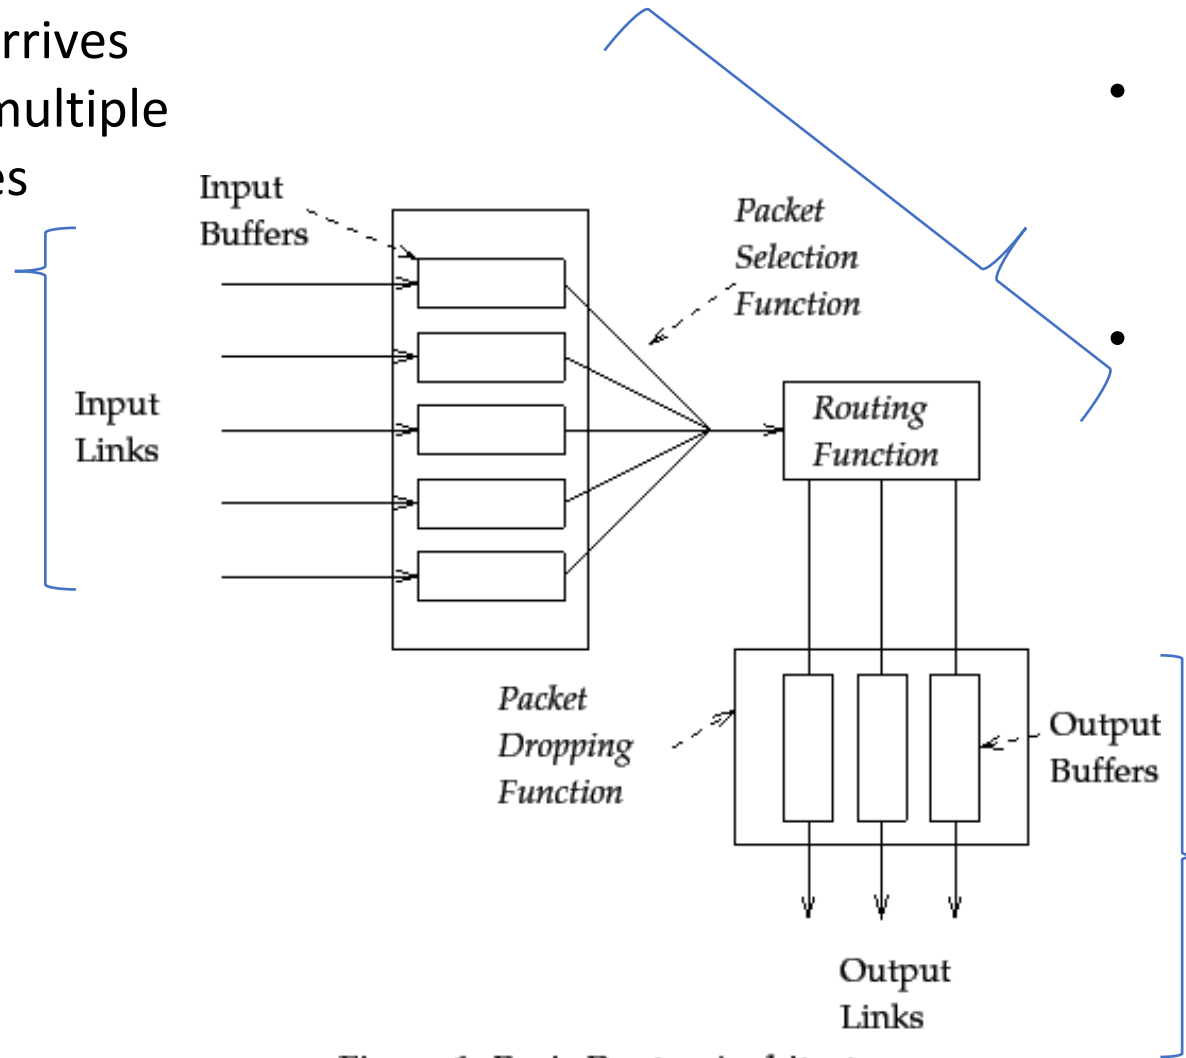 rrives
multiple
es
Input
Buffers
Packet
Selection
Function
Input
Links
Routing
Function
Packet
Dropping
Function
Output
Buffers
Output
Links